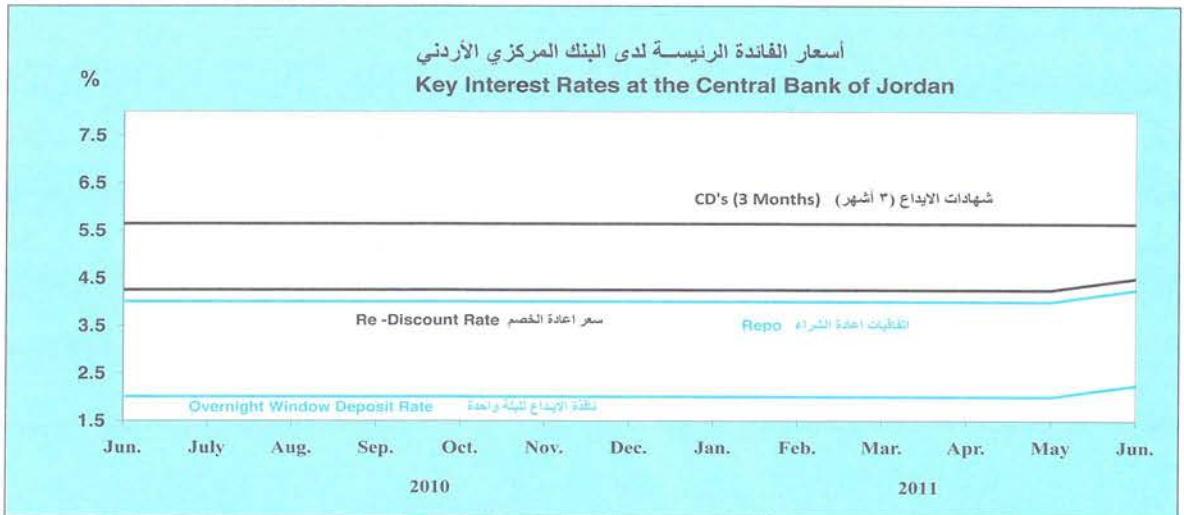 أسعار الفائدة الرئيســة لدى البنك المركزي الأردني
%
Key Interest Rates at the Central Bank of Jordan
7.5
6.5
CD's (3 Months) شهادات الايداع (٣ أشهر)
5.5
4.5
3.5
Re -Discount Rate سعر اعادة الخصم
Repo اتفاقيات اعادة الشراء
2.5
Overnight Window Deposit Rate نافذة الايداع لليلة واحدة
1.5
Jun. July Aug. Sep. Oct. Nov. Dec. Jan. Feb. Mar. Apr. May Jun.
2010 2011